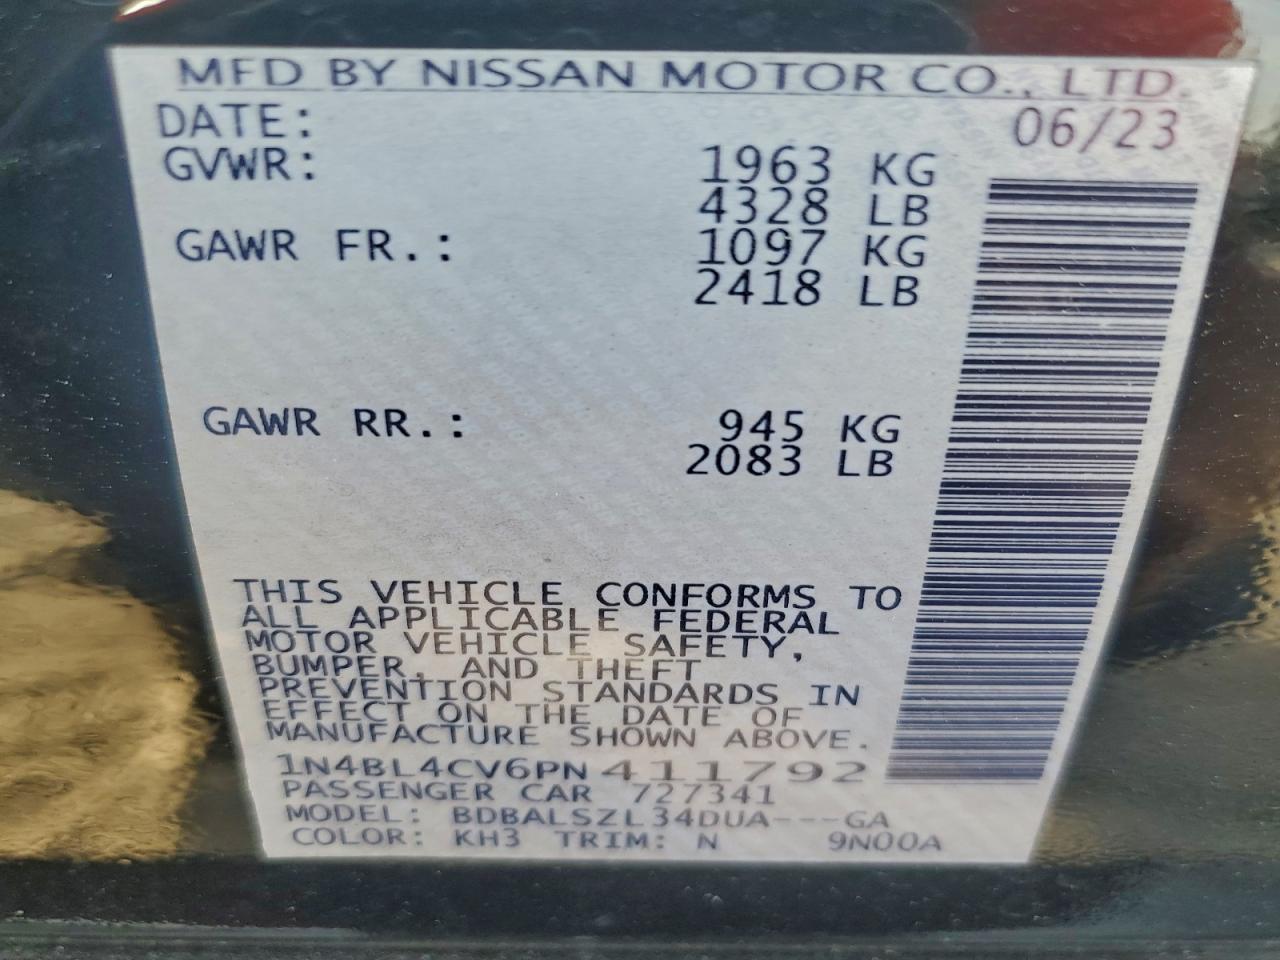 MFD BY NISSAN MOTOR CO., LTD.
DATE: 06/23
GVWR: 1963 KG
4328 LB
GAWR FR.: 1097 KG
2418 LB
GAWR RR.: 945 KG
2083 LB
THIS VEHICLE CONFORMS TO
ALL APPLICABLE FEDERAL
MOTOR VEHICLE SAFETY,
BUMPER, AND THEFT
PREVENTION STANDARDS IN
EFFECT ON THE DATE OF
MANUFACTURE SHOWN ABOVE.
1N4BL4CV6PN411792
PASSENGER CAR 727341
MODEL: BDBALSZL34DUA---GA
COLOR: KH3 TRIM: N 9N00A